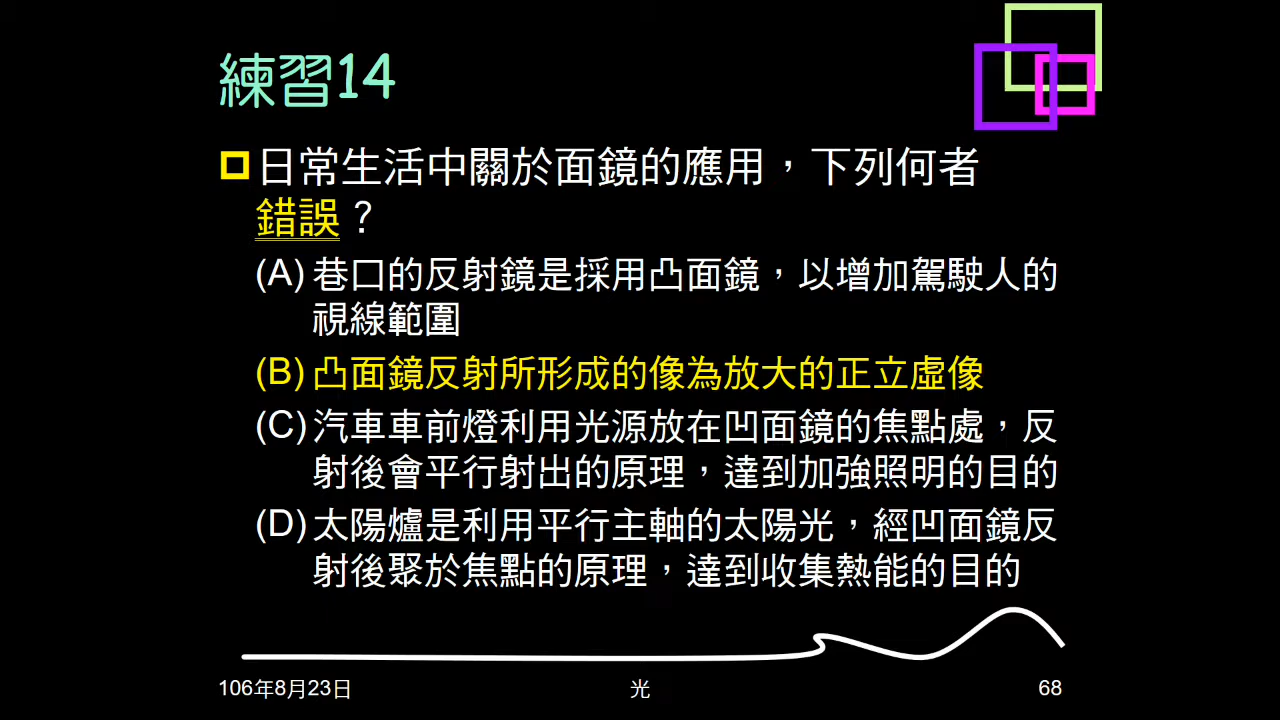 練習14
日常生活中關於面鏡的應用，下列何者
錯誤？
(A) 巷口的反射鏡是採用凸面鏡，以增加駕駛人的
視線範圍
(B) 凸面鏡反射所形成的像為放大的正立虛像
(C) 汽車車前燈利用光源放在凹面鏡的焦點處，反
射後會平行射出的原理，達到加強照明的目的
(D) 太陽爐是利用平行主軸的太陽光，經凹面鏡反
射後聚於焦點的原理，達到收集熱能的目的
106年8月23日
光
68